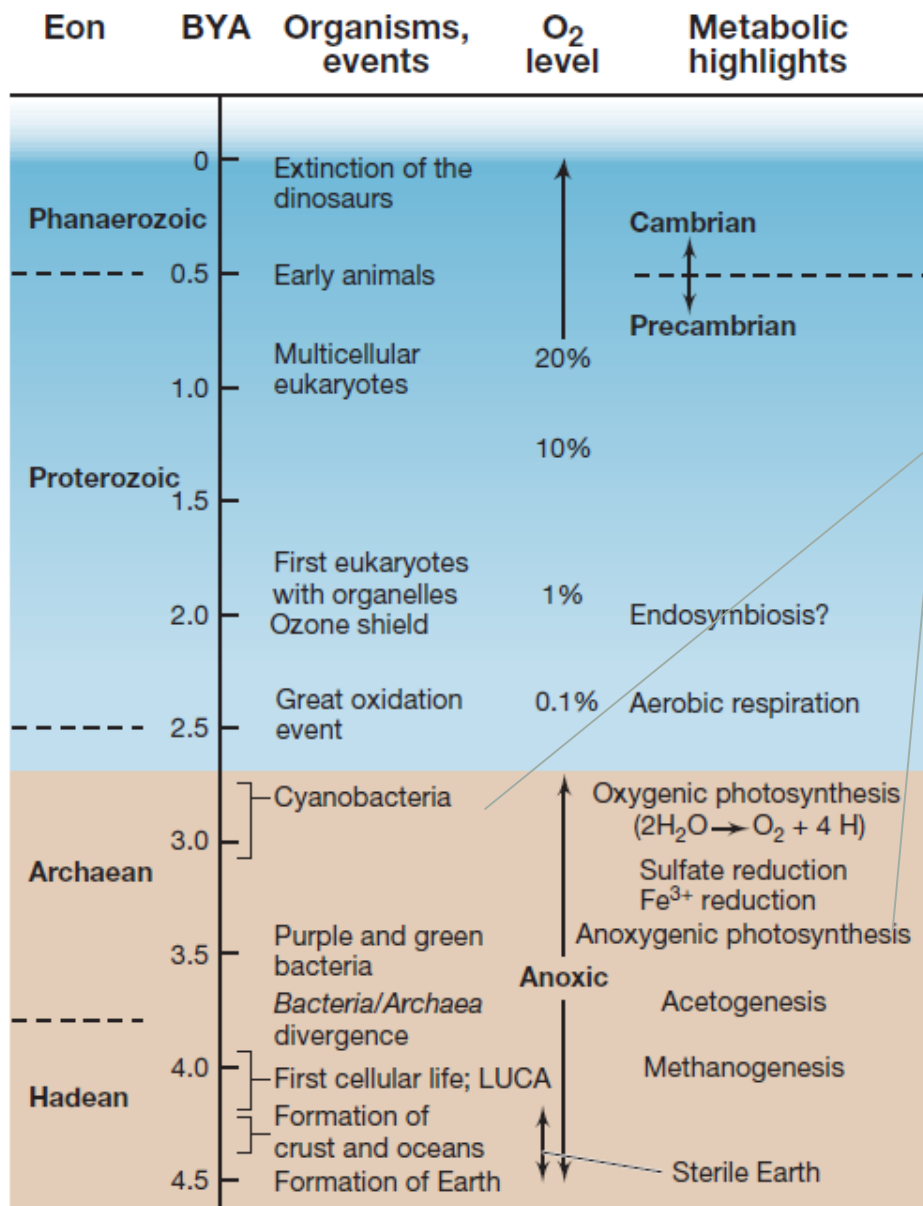 Eon BYA Organisms, events O₂ level Metabolic highlights
0 Extinction of the
dinosaurs
Phanaerozoic
Cambrian
0.5 Early animals
Precambrian
Multicellular
eukaryotes
20%
1.0
10%
Proterozoic
1.5
First eukaryotes
with organelles
Ozone shield
1%
2.0
Endosymbiosis?
Great oxidation
event
0.1%
Aerobic respiration
2.5
Cyanobacteria
Oxygenic photosynthesis
(2H₂O → O₂ + 4 H)
3.0
Archaean
Sulfate reduction
Fe³⁺ reduction
Purple and green
bacteria
Anoxygenic photosynthesis
3.5
Anoxic
Bacteria/Archaea
divergence
Acetogenesis
4.0
First cellular life; LUCA
Methanogenesis
Hadean
Formation of
crust and oceans
4.5 Formation of Earth
Sterile Earth